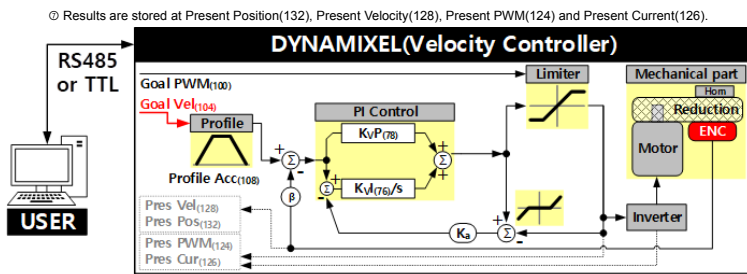 ⑦ Results are stored at Present Position(132), Present Velocity(128), Present PWM(124) and Present Current(126).
DYNAMIXEL(Velocity Controller)
RS485
or TTL
USER
Goal PWM(100)
Goal Vel(104)
Profile
Profile Acc(108)
PI Control
KVP(78)
KVI(76)/s
Σ
-
+
Σ
-
+
+
Σ
β
Ka
+
Σ
-
Limiter
Mechanical part
Horn
Reduction
ENC
Motor
Inverter
Pres Vel(128)
Pres Pos(132)
Pres PWM(124)
Pres Cur(126)